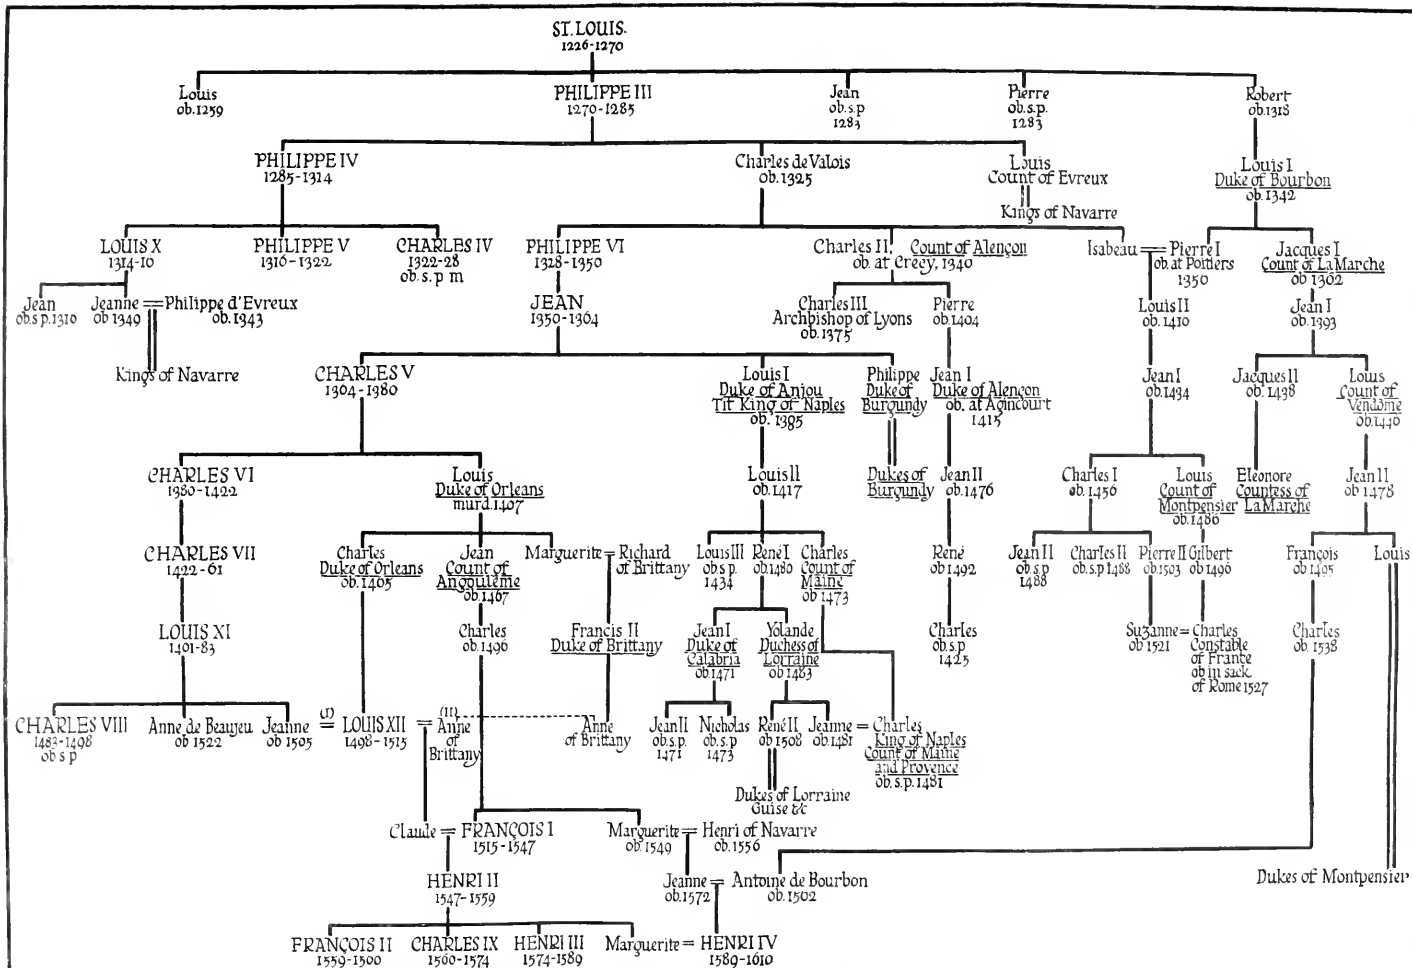 ST. LOUIS.
1226-1270
Louis
ob.1259
PHILIPPE III
1270-1285
Jean
ob.s.p
1283
Pierre
ob.s.p.
1283
Robert
ob.1318
PHILIPPE IV
1285-1314
Charles de Valois
ob.1325
Louis
Count of Evreux
Kings of Navarre
Louis I
Duke of Bourbon
ob.1342
LOUIS X
1314-16
PHILIPPE V
1316-1322
CHARLES IV
1322-28
ob.s.p m
PHILIPPE VI
1328-1350
Charles II, Count of Alençon
ob. at Crecy, 1346
Isabeau = Pierre I
ob.at Poitiers
1350
Jacques I
Count of La Marche
ob 1362
Jean
ob.s p.1316
Jeanne = Philippe d'Evreux
ob 1349
ob.1343
Kings of Navarre
JEAN
1350-1364
Charles III
Archbishop of Lyons
ob.1375
Pierre
ob.1404
Louis II
ob.1410
Jean I
ob.1393
CHARLES V
1364-1380
Louis I
Duke of Anjou
Tit King of Naples
ob. 1385
Philippe
Duke of
Burgundy
Dukes of
Burgundy
Jean I
Duke of Alençon
ob. at Agincourt
1415
Jean I
ob.1434
Jacques II
ob.1438
Louis
Count of
Vendôme
ob.1446
CHARLES VI
1380-1422
Louis
Duke of Orleans
murd.1407
Louis II
ob.1417
Jean II
ob.1476
Charles I
ob.1456
Louis
Count of
Montpensier
ob.1486
Eleonore
Countess of
La Marche
Jean II
ob 1478
CHARLES VII
1422-61
Charles
Duke of Orleans
ob.1465
Jean
Count of
Angoulême
ob 1467
Marguerite = Richard
of Brittany
Louis III
ob.s.p.
1434
René I
ob.1480
Charles
Count of
Maine
ob.1473
René
ob.1492
Jean II
ob.s.p
1488
Charles II
ob.s.p 1488
Pierre II
ob.1503
Gilbert
ob.1496
François
ob.1495
Louis
LOUIS XI
1461-83
Charles
ob.1496
Francis II
Duke of Brittany
Jean I
Duke of
Calabria
ob.1471
Yolande
Duchess of
Lorraine
ob.1483
Charles
ob.s.p
1425
Suzanne = Charles
ob 1521
Constable
of France
ob in sack
of Rome 1527
Charles
ob.1538
CHARLES VIII
1483-1498
ob s p
Anne de Beaujeu
ob 1522
Jeanne (I) = LOUIS XII = (II) Anne
ob 1505
1498-1515
of
Brittany
Anne
of Brittany
Jean II
ob.s.p.
1471
Nicholas
ob.s.p
1473
René II
ob 1508
Jeanne = Charles
ob.1481
King of Naples
Count of Maine
and Provence
ob.s.p.1481
Dukes of Lorraine
Guise &c
Claude = FRANÇOIS I
1515-1547
Marguerite = Henri of Navarre
ob.1549
ob.1556
HENRI II
1547-1559
Jeanne = Antoine de Bourbon
ob.1572
ob.1562
Dukes of Montpensier
FRANÇOIS II
1559-1560
CHARLES IX
1560-1574
HENRI III
1574-1589
Marguerite = HENRI IV
1589-1610